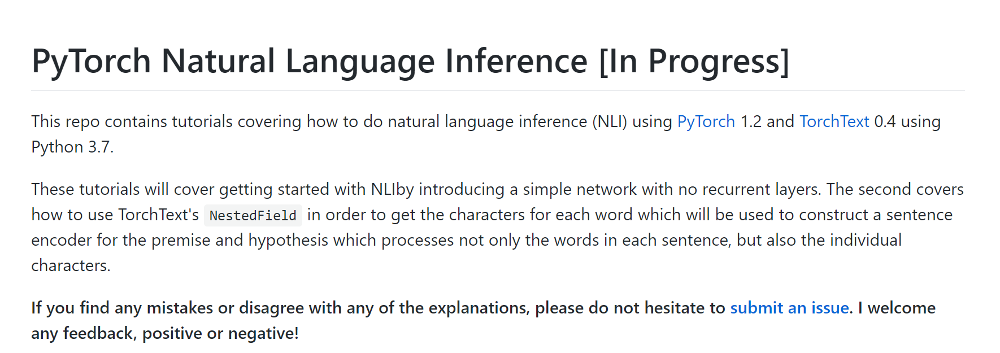 PyTorch Natural Language Inference [In Progress]
This repo contains tutorials covering how to do natural language inference (NLI) using PyTorch 1.2 and TorchText 0.4 using
Python 3.7.
These tutorials will cover getting started with NLIby introducing a simple network with no recurrent layers. The second covers
how to use TorchText's NestedField in order to get the characters for each word which will be used to construct a sentence
encoder for the premise and hypothesis which processes not only the words in each sentence, but also the individual
characters.
If you find any mistakes or disagree with any of the explanations, please do not hesitate to submit an issue. I welcome
any feedback, positive or negative!